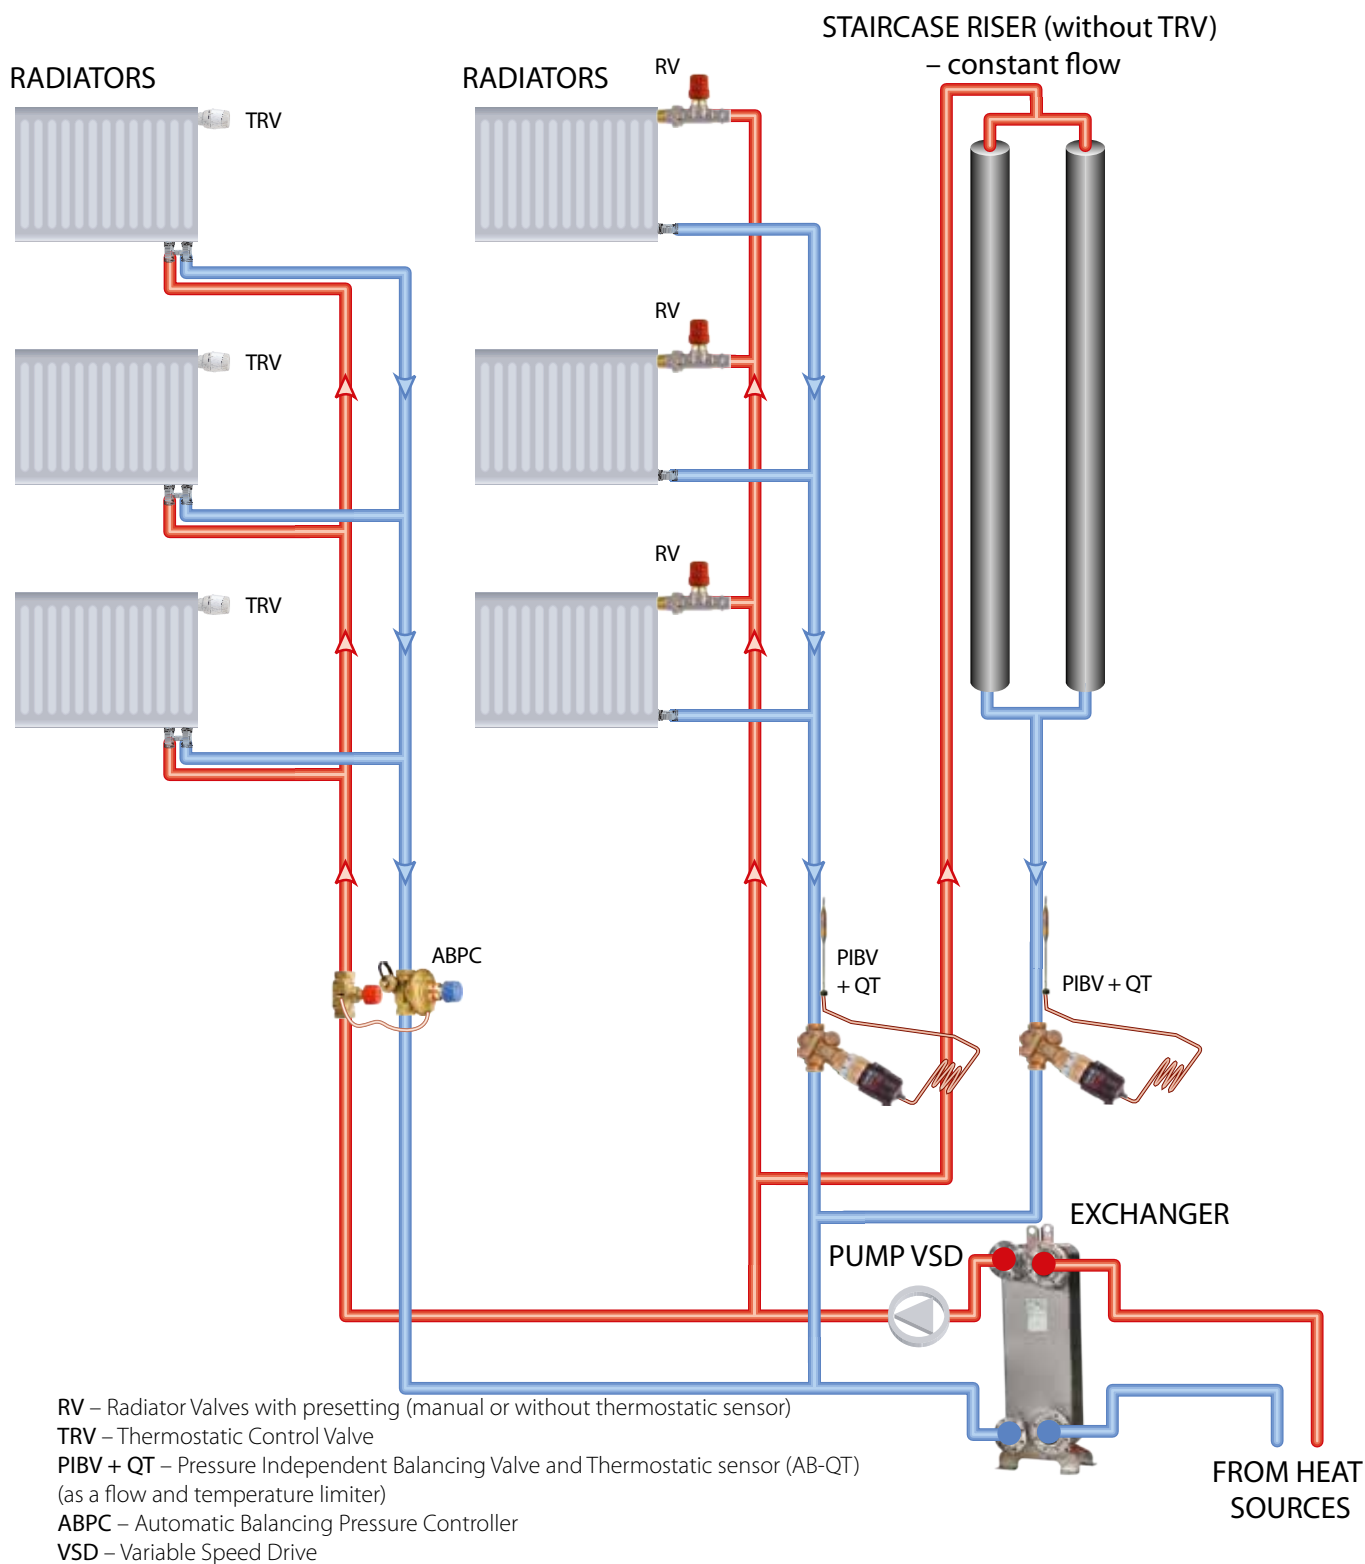 STAIRCASE RISER (without TRV)
– constant flow
RADIATORS
RADIATORS
RV
TRV
RV
TRV
RV
TRV
ABPC
PIBV
+ QT
PIBV + QT
EXCHANGER
PUMP VSD
RV – Radiator Valves with presetting (manual or without thermostatic sensor)
TRV – Thermostatic Control Valve
PIBV + QT – Pressure Independent Balancing Valve and Thermostatic sensor (AB-QT)
(as a flow and temperature limiter)
ABPC – Automatic Balancing Pressure Controller
VSD – Variable Speed Drive
FROM HEAT
SOURCES